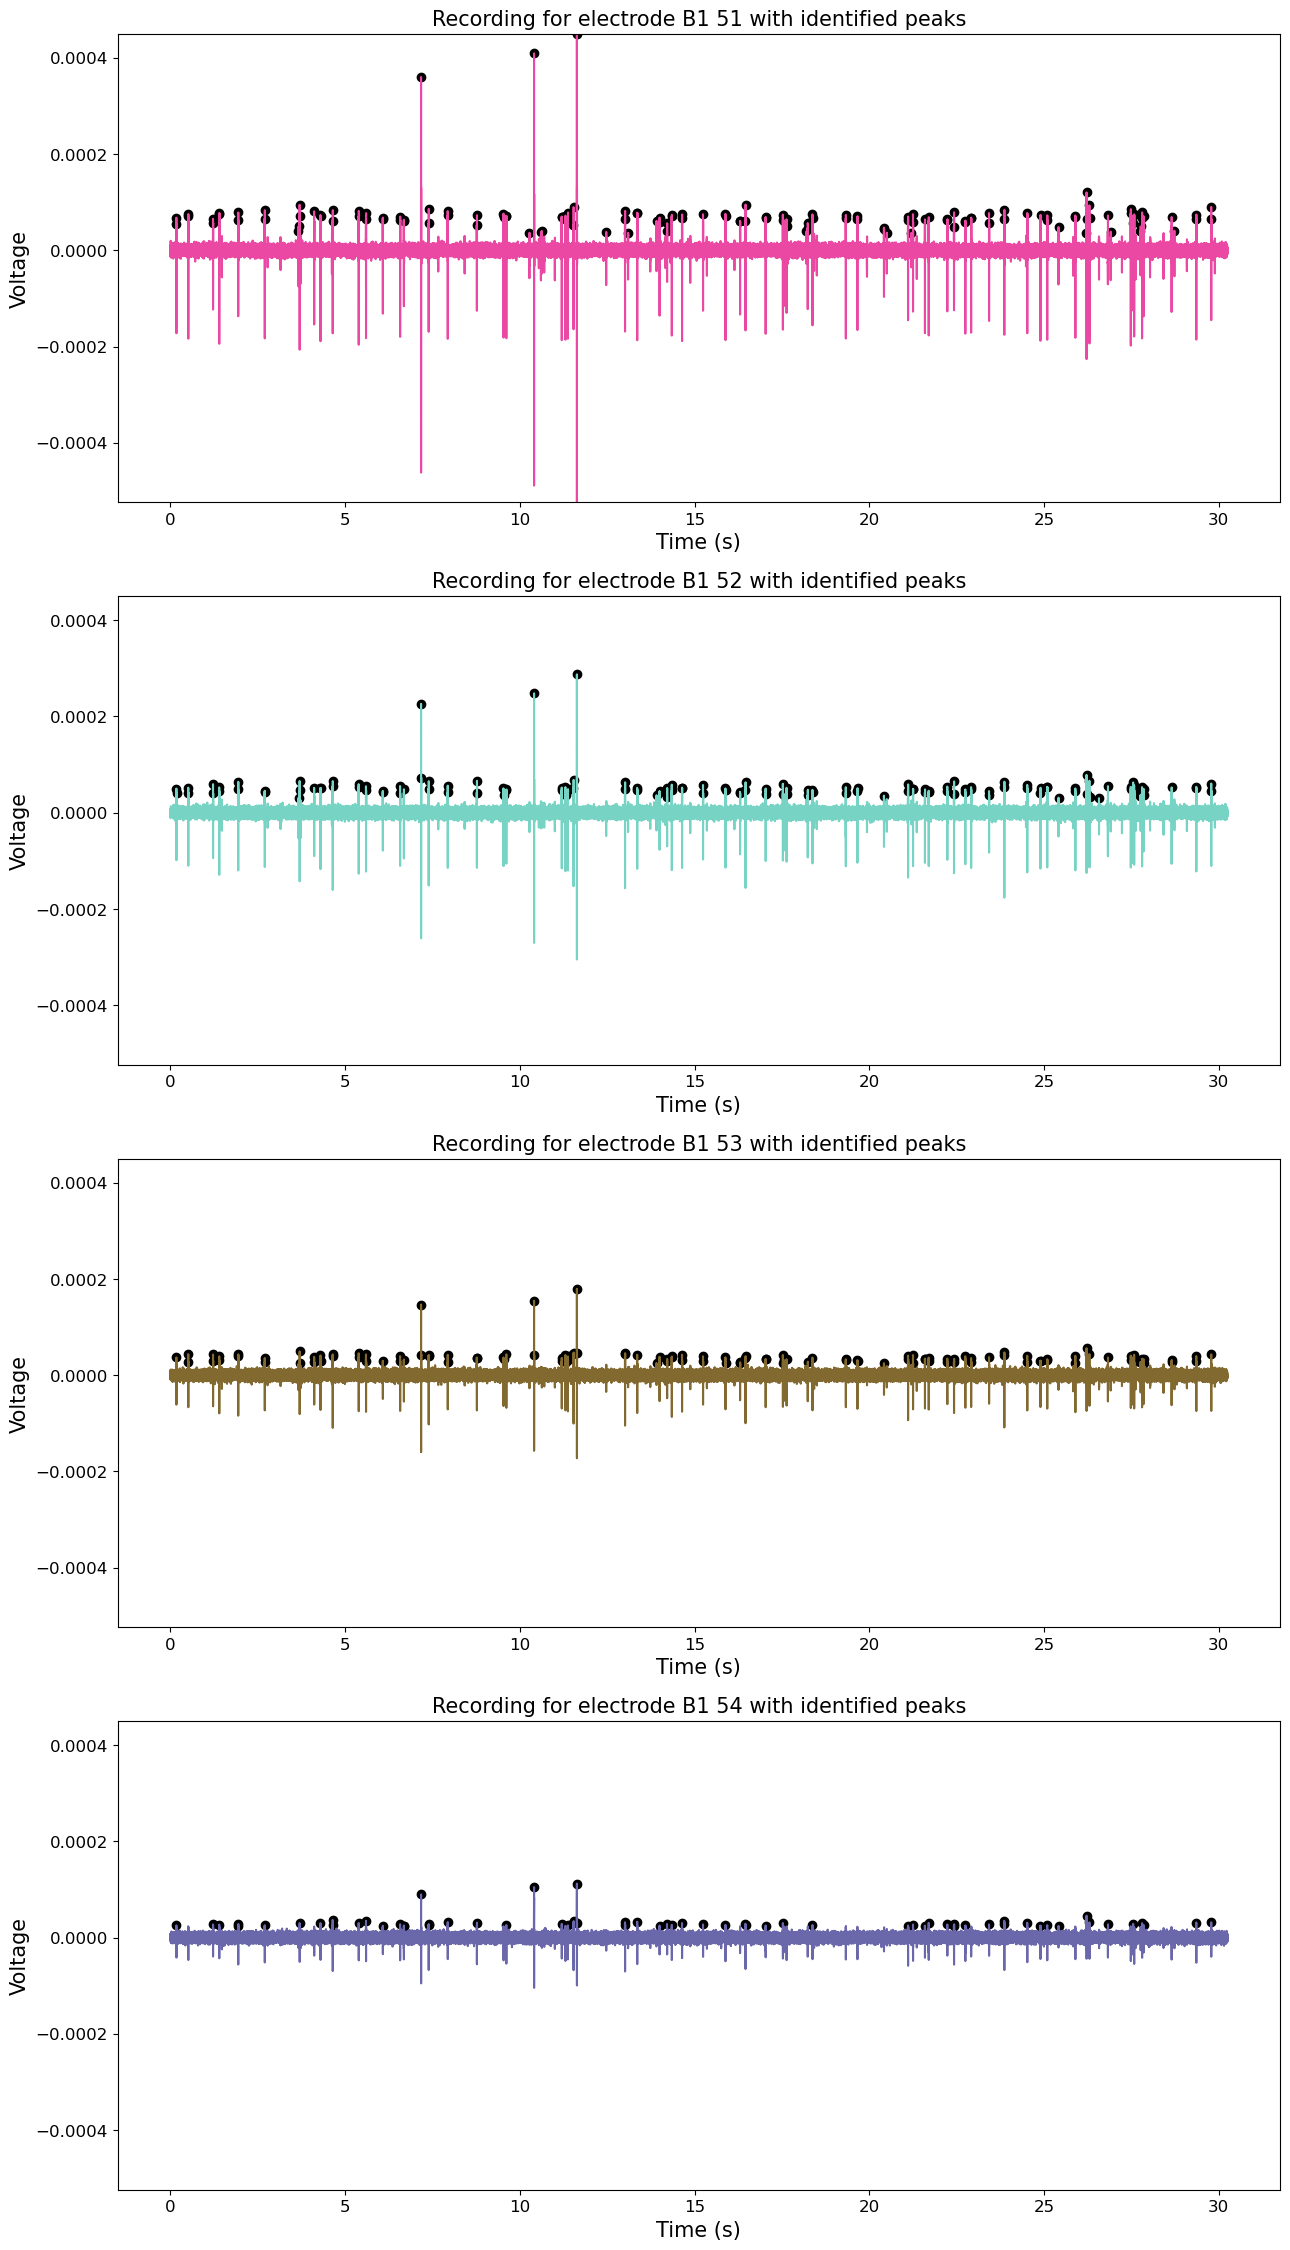 Recording for electrode B1 51 with identified peaks
0.0004
0.0002
0.0000
−0.0002
−0.0004
Voltage
0 5 10 15 20 25 30
Time (s)
Recording for electrode B1 52 with identified peaks
0.0004
0.0002
0.0000
−0.0002
−0.0004
Voltage
0 5 10 15 20 25 30
Time (s)
Recording for electrode B1 53 with identified peaks
0.0004
0.0002
0.0000
−0.0002
−0.0004
Voltage
0 5 10 15 20 25 30
Time (s)
Recording for electrode B1 54 with identified peaks
0.0004
0.0002
0.0000
−0.0002
−0.0004
Voltage
0 5 10 15 20 25 30
Time (s)